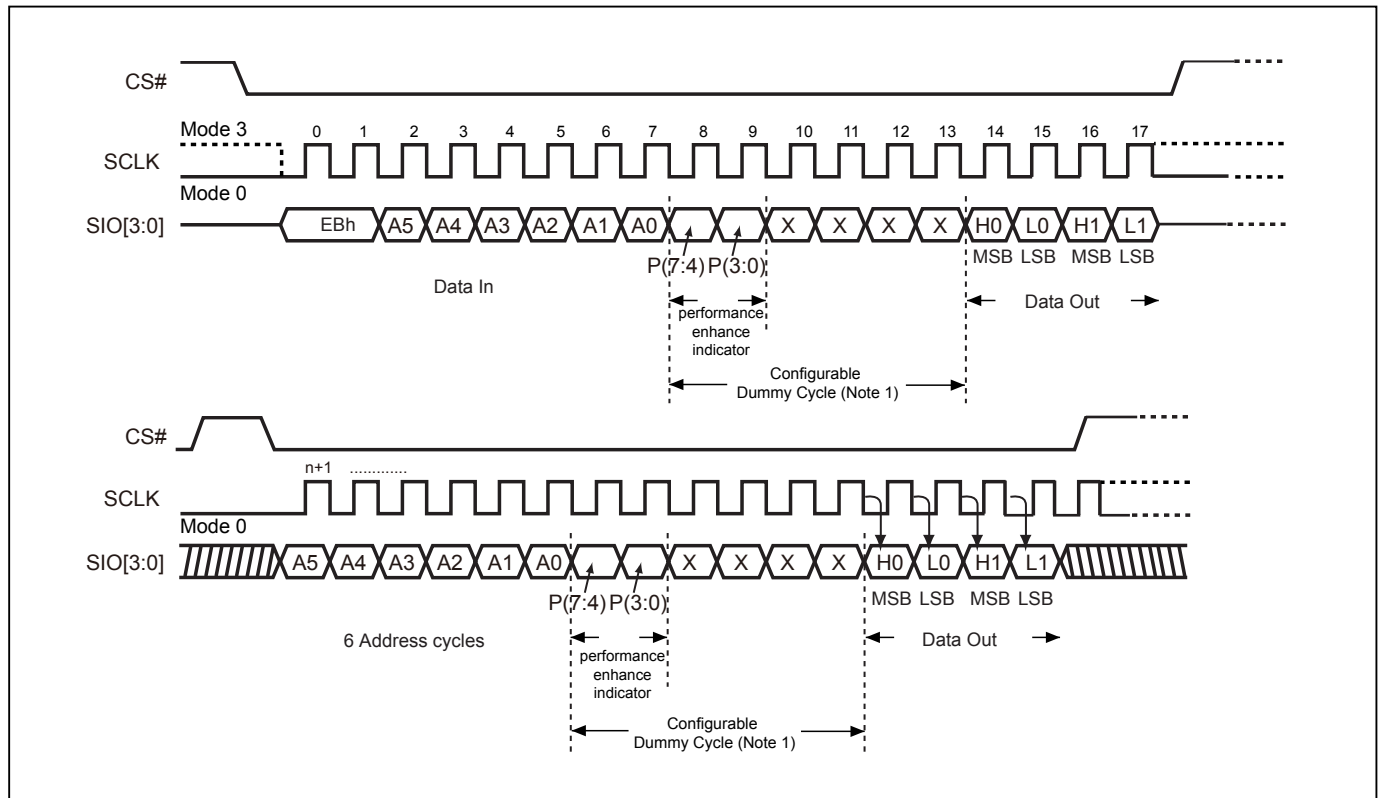 CS#
Mode 3
0 1 2 3 4 5 6 7 8 9 10 11 12 13 14 15 16 17
SCLK
Mode 0
SIO[3:0] EBh A5 A4 A3 A2 A1 A0 X X X X H0 L0 H1 L1
P(7:4) P(3:0) MSB LSB MSB LSB
Data In
Data Out
performance
enhance
indicator
Configurable
Dummy Cycle (Note 1)
CS#
n+1 .............
SCLK
Mode 0
SIO[3:0] A5 A4 A3 A2 A1 A0 X X X X H0 L0 H1 L1
P(7:4) P(3:0) MSB LSB MSB LSB
6 Address cycles
Data Out
performance
enhance
indicator
Configurable
Dummy Cycle (Note 1)